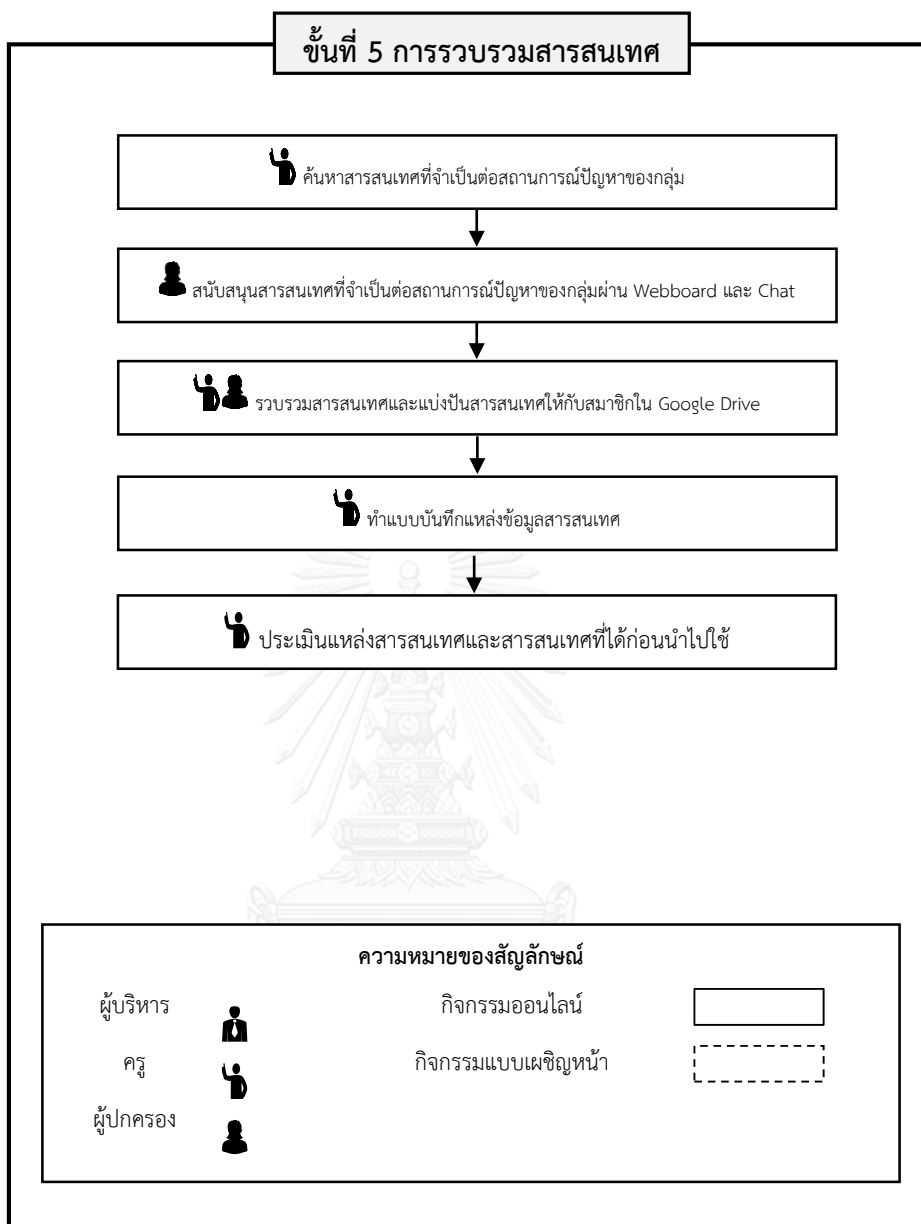 ขั้นที่ 5 การรวบรวมสารสนเทศ
ค้นหาสารสนเทศที่จำเป็นต่อสถานการณ์ปัญหาของกลุ่ม
สนับสนุนสารสนเทศที่จำเป็นต่อสถานการณ์ปัญหาของกลุ่มผ่าน Webboard และ Chat
รวบรวมสารสนเทศและแบ่งปันสารสนเทศให้กับสมาชิกใน Google Drive
ทำแบบบันทึกแหล่งข้อมูลสารสนเทศ
ประเมินแหล่งสารสนเทศและสารสนเทศที่ได้ก่อนนำไปใช้
ความหมายของสัญลักษณ์
ผู้บริหาร กิจกรรมออนไลน์
ครู กิจกรรมแบบเผชิญหน้า
ผู้ปกครอง